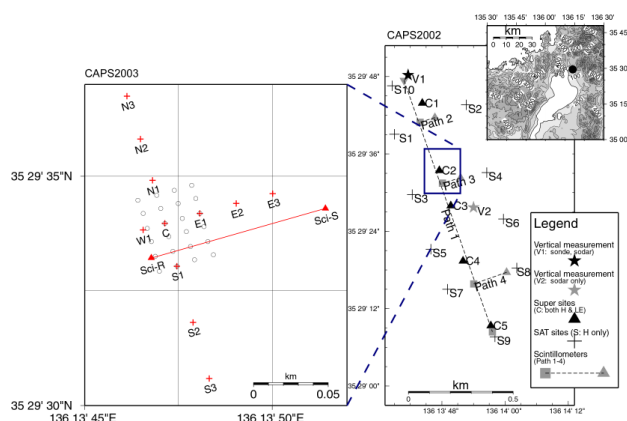 CAPS2003
N3
N2
N1
E3
E2
E1
C
W1
S1
Sci-S
Sci-R
S2
S3
km
0 0.05
35 29'35"
35 29'30"N
136 13'45"E 136 13'50"E
CAPS2002
V1
S10
C1
S2
Path 2
S1
C2
S4
Path 3
S3
C3
V2
S6
Path 1
S5
C4
S8
Path 4
S7
C5
S9
km
0 0.5
35 29'48"
35 29'36"
35 29'24"
35 29'12"
35 29'00"
136 13'48" 136 14'00" 136 14'12"
135 30' 136 00' 136 15' 136 30'
km
0 10 20 30
35 30'
35 00'
Legend
Vertical measurement
(V1: sonde, sodar)
Vertical measurement
(V2: sodar only)
Super sites
(C: both H & LE)
SAT sites (S: H only)
Scintillometers
(Path 1-4)